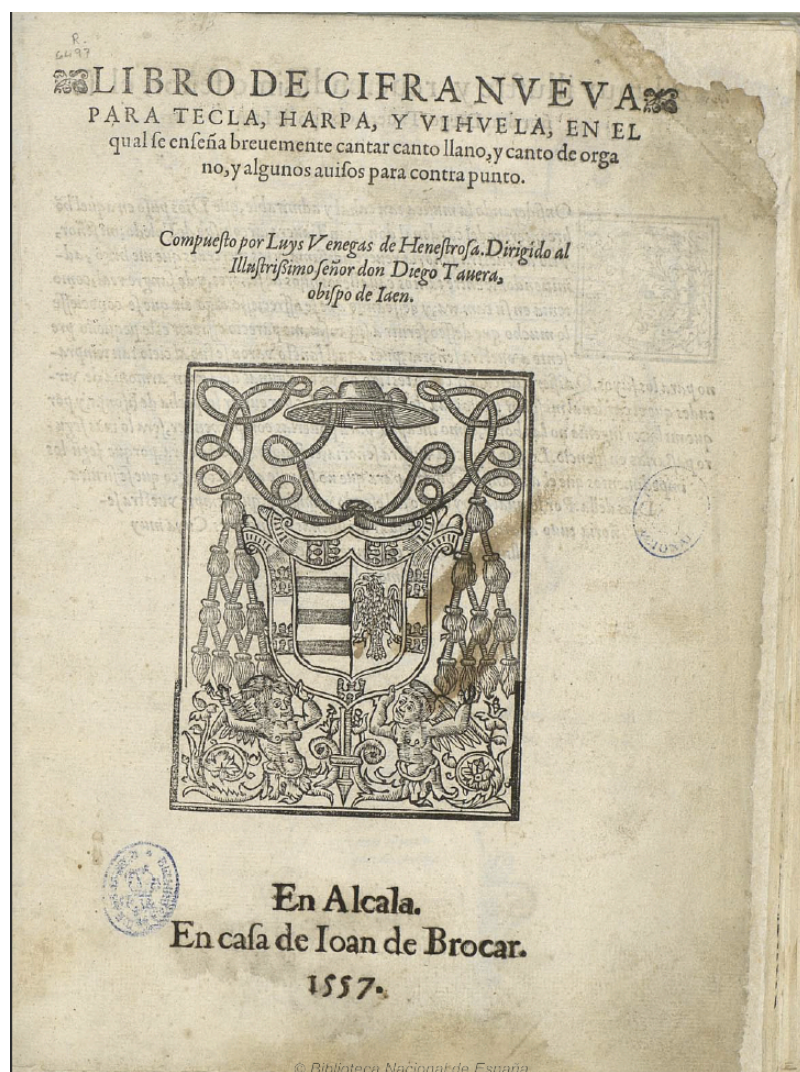 R-
6497
LIBRO DE CIFRA NVEVA
PARA TECLA, HARPA, Y VIHVELA, EN EL
qual ſe enſeña breuemente cantar canto llano, y canto de orga
no, y algunos auiſos para contra punto.
Compueſto por Luys Venegas de Heneſtroſa. Dirigido al
Illuſtriſsimo ſeñor don Diego Tauera,
obiſpo de Iaen.
En Alcala.
En caſa de Ioan de Brocar.
1557.
© Biblioteca Nacional de España